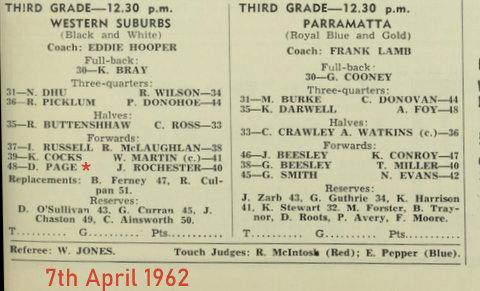 THIRD GRADE—12.30 p.m.
WESTERN SUBURBS
(Black and White)
Coach: EDDIE HOOPER
Full-back:
30—K. BRAY
Three-quarters:
31—N. DHU R. WILSON—34
36—R. PICKLUM P. DONOHOE—44
Halves:
35—R. BUTTENSHHAW C. ROSS—33
Forwards:
37—I. RUSSELL R. McLAUGHLAN—38
39—K. COCKS W. MARTIN (c.)—41
48—D. PAGE * J. ROCHESTER—40
Replacements: B. Ferney 47, R. Cul-
pan 51.
Reserves:
D. O'Sullivan 43, G. Curran 45, J.
Chaston 49, C. Ainsworth 50.
T.......... G.......... Pts..........
THIRD GRADE—12.30 p.m.
PARRAMATTA
(Royal Blue and Gold)
Coach: FRANK LAMB
Full-back:
30—G. COONEY
Three-quarters:
31—M. BURKE C. DONOVAN—44
35—K. DARWELL A. FOY—48
Halves:
33—C. CRAWLEY A. WATKINS (c.)—36
Forwards:
46—J. BEESLEY K. CONROY—47
38—G. BEESLEY T. MILLER—40
45—G. SMITH N. EVANS—42
Reserves:
J. Zarb 43, G. Guthrie 34, K. Harrison
41, K. Stewart 32, M. Forster, B. Tray-
nor, D. Roots, P. Avery, F. Moore.
T.......... G.......... Pts..........
Referee: W. JONES. Touch Judges: R. McIntosh (Red); E. Pepper (Blue).
7th April 1962